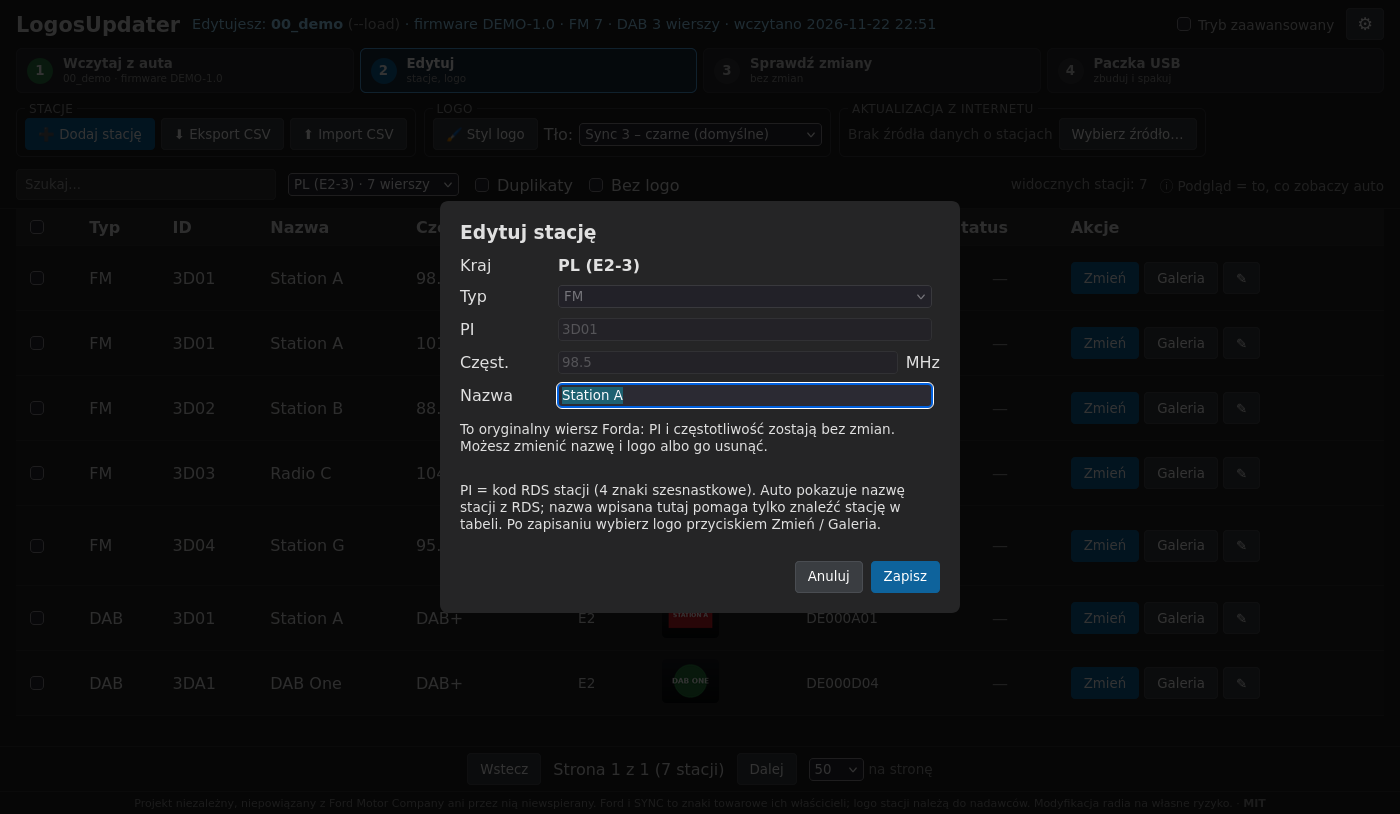 LogosUpdater
Edytujesz: 00_demo (--load) · firmware DEMO-1.0 · FM 7 · DAB 3 wierszy · wczytano 2026-11-22 22:51
Tryb zaawansowany
1 Wczytaj z auta
00_demo · firmware DEMO-1.0
2 Edytuj
stacje, logo
3 Sprawdź zmiany
bez zmian
4 Paczka USB
zbuduj i spakuj
STACJE
Dodaj stację ⬇ Eksport CSV ⬆ Import CSV
LOGO
Styl logo Tło: Sync 3 – czarne (domyślne)
AKTUALIZACJA Z INTERNETU
Brak źródła danych o stacjach Wybierz źródło...
Szukaj... PL (E2-3) · 7 wierszy Duplikaty Bez logo widocznych stacji: 7 ⓘ Podgląd = to, co zobaczy auto
Typ ID Nazwa Akcje
FM 3D01 Station A 98. — Zmień Galeria ✎
FM 3D01 Station A — Zmień Galeria ✎
FM 3D02 Station B 88. — Zmień Galeria ✎
FM 3D03 Radio C — Zmień Galeria ✎
FM 3D04 Station G 95. — Zmień Galeria ✎
DAB 3D01 Station A DAB+ E2 STATION A DE000A01 — Zmień Galeria ✎
DAB 3DA1 DAB One DAB+ E2 DAB ONE DE000D04 — Zmień Galeria ✎
Edytuj stację
Kraj PL (E2-3)
Typ FM
PI 3D01
Częst. 98.5 MHz
Nazwa Station A
To oryginalny wiersz Forda: PI i częstotliwość zostają bez zmian.
Możesz zmienić nazwę i logo albo go usunąć.
PI = kod RDS stacji (4 znaki szesnastkowe). Auto pokazuje nazwę
stacji z RDS; nazwa wpisana tutaj pomaga tylko znaleźć stację w
tabeli. Po zapisaniu wybierz logo przyciskiem Zmień / Galeria.
Anuluj Zapisz
Wstecz Strona 1 z 1 (7 stacji) Dalej 50 na stronę
Projekt niezależny, niepowiązany z Ford Motor Company ani przez nią niewspierany. Ford i SYNC to znaki towarowe ich właścicieli; logo stacji należą do nadawców. Modyfikacja radia na własne ryzyko. · MIT